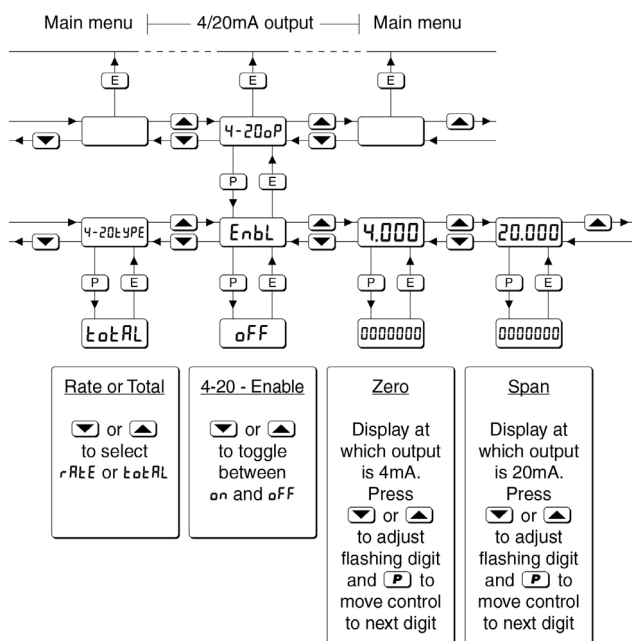 Main menu 4/20mA output Main menu
E E E
4-20oP
P E
4-20tYPE EnbL 4.000 20.000
P E P E P E P E
totAL oFF 0000000 0000000
Rate or Total
or
to select
rAtE or totAL
4-20 - Enable
or
to toggle
between
on and oFF
Zero
Display at
which output
is 4mA.
Press
or
to adjust
flashing digit
and P to
move control
to next digit
Span
Display at
which output
is 20mA.
Press
or
to adjust
flashing digit
and P to
move control
to next digit